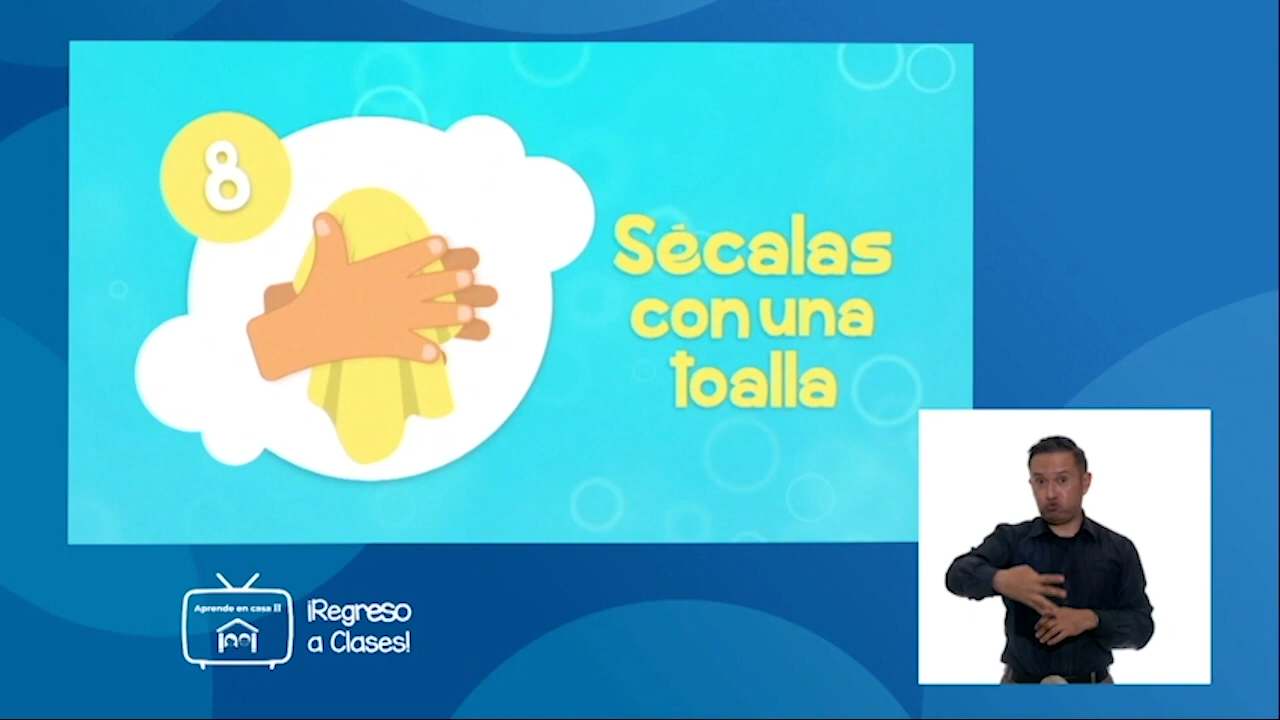 8
Sécalas
con una
toalla
Aprende en casa II
¡Regreso
a Clases!